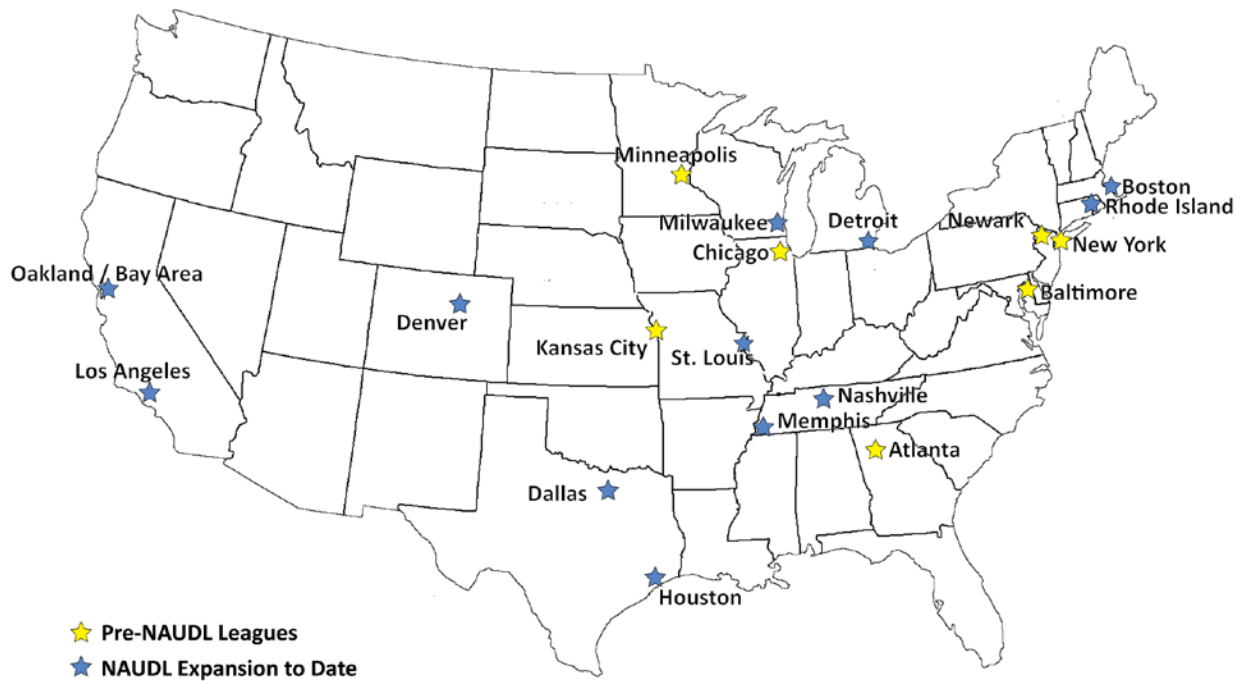 Minneapolis
Boston
Rhode Island
Milwaukee
Detroit
Newark
New York
Chicago
Oakland / Bay Area
Baltimore
Denver
Kansas City
St. Louis
Los Angeles
Nashville
Memphis
Atlanta
Dallas
Houston
Pre-NAUDL Leagues
NAUDL Expansion to Date